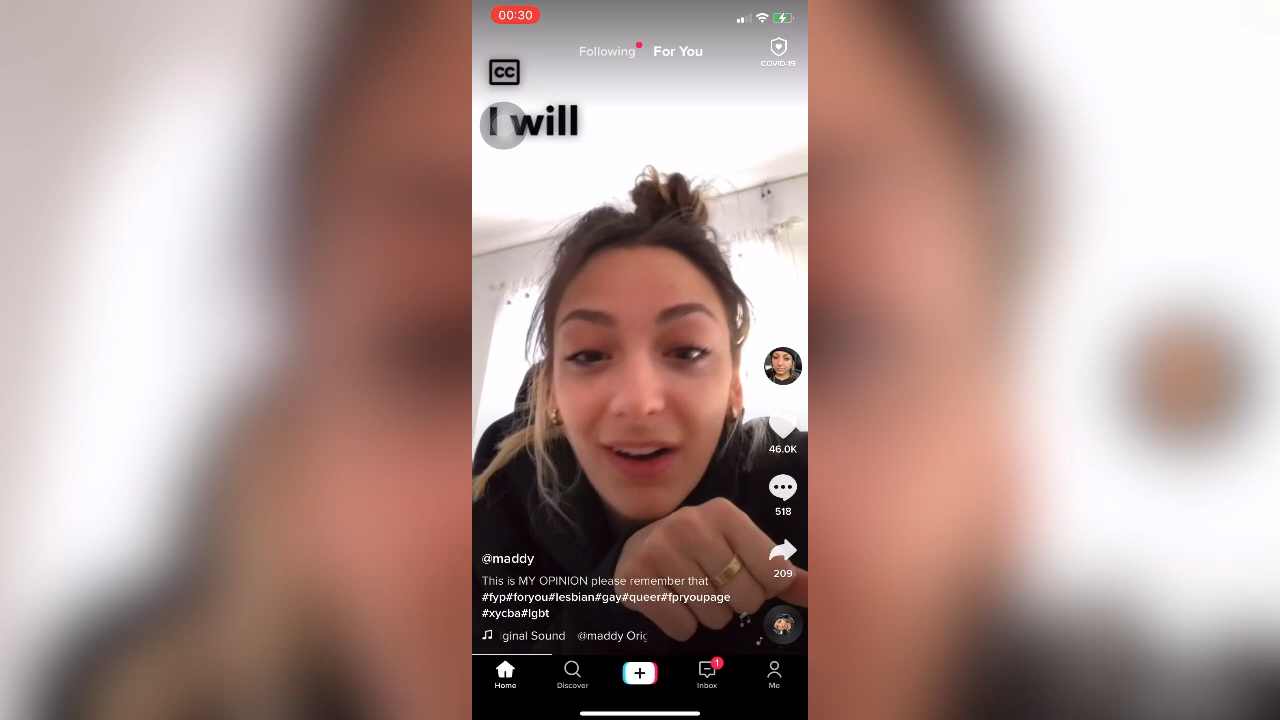 00:30
Following For You
COVID-19
CC
I will
46.0K
518
209
@maddy
This is MY OPINION please remember that
#fyp#foryou#lesbian#gay#queer#fpryoupage
#xycba#lgbt
ginal Sound @maddy Orig
1
Home Discover Inbox Me